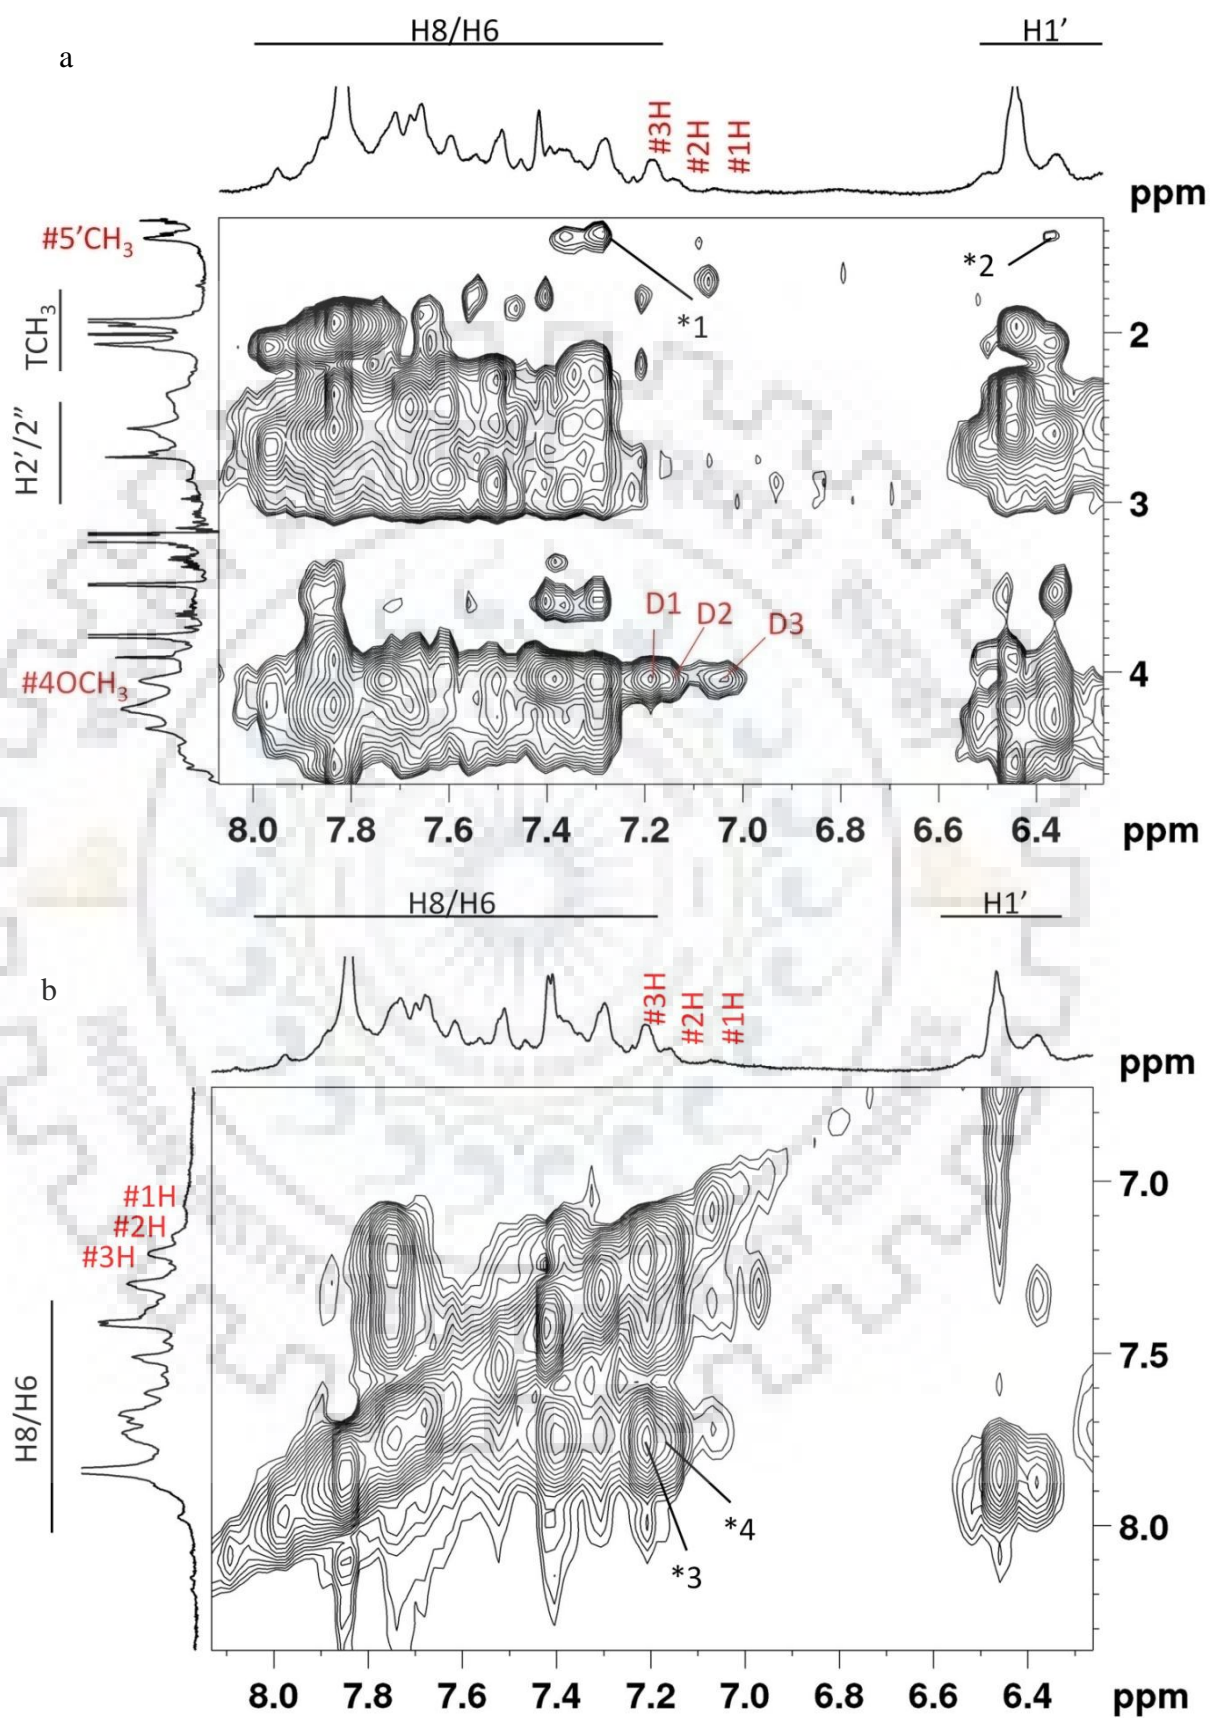 H8/H6 H1’
a
#3H #2H #1H
ppm
#5’CH3
*2
TCH3
*1
2
H2’/2”
3
D1 D2 D3
#4OCH3
4
8.0 7.8 7.6 7.4 7.2 7.0 6.8 6.6 6.4 ppm
H8/H6 H1’
b
#3H #2H #1H
ppm
#1H
#2H
#3H
7.0
7.5
H8/H6
*4
8.0
*3
8.0 7.8 7.6 7.4 7.2 7.0 6.8 6.6 6.4 ppm